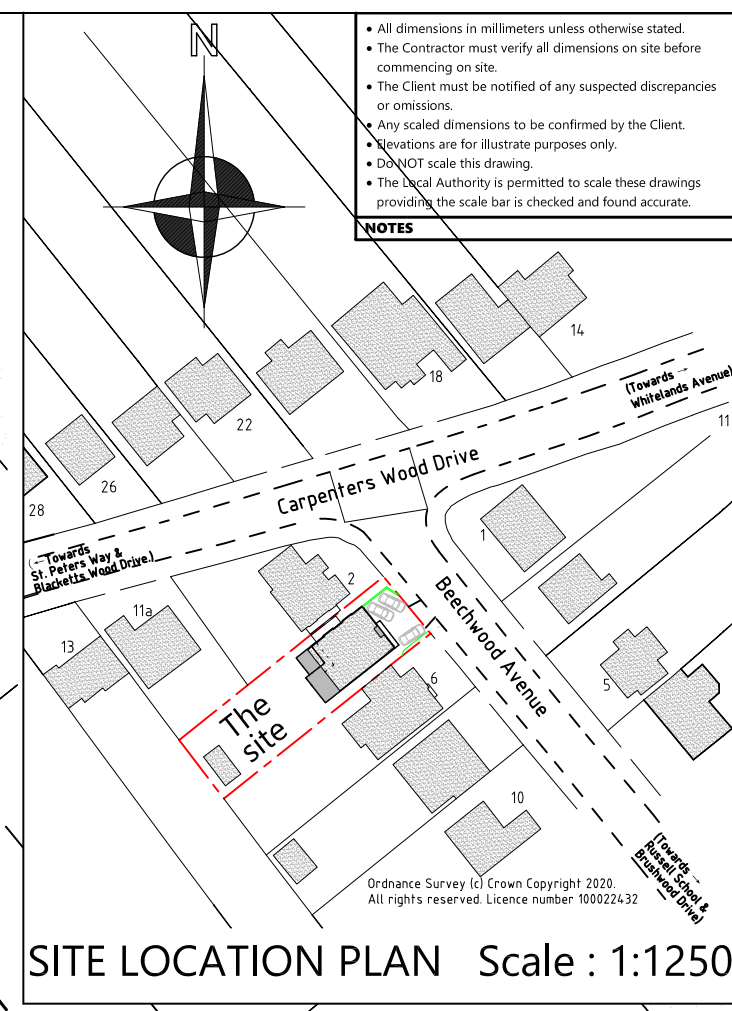 N
• All dimensions in millimeters unless otherwise stated.
• The Contractor must verify all dimensions on site before
commencing on site.
• The Client must be notified of any suspected discrepancies
or omissions.
• Any scaled dimensions to be confirmed by the Client.
• Elevations are for illustrate purposes only.
• Do NOT scale this drawing.
• The Local Authority is permitted to scale these drawings
providing the scale bar is checked and found accurate.
NOTES
14
18
(Towards →
Whitelands Avenue)
22
11
26
Carpenters Wood Drive
28
1
(←Towards
St. Peters Way &
Blacketts Wood Drive.)
2
Beechwood Avenue
11a
13
6
5
The
site
10
(Towards →
Russell School &
Brushwood Drive)
Ordnance Survey (c) Crown Copyright 2020.
All rights reserved. Licence number 100022432
SITE LOCATION PLAN Scale : 1:1250